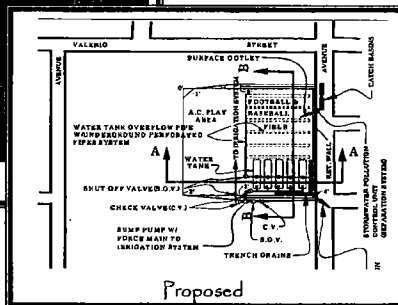 VALERIO STREET
AVENUE
AVENUE
SURFACE OUTLET
CATCH BASINS
B
A.C. PLAY
AREA
TO IRRIGATION SYSTEM
FOOTBALL &
BASEBALL
FIELD
WATER TANK OVERFLOW PIPE
W/UNDERGROUND PERFORATED
PIPES SYSTEM
A
A
WATER
TANK
RET. WALL
STORMWATER POLLUTION
CONTROL UNIT
(SEPARATION SYSTEM)
SHUT OFF VALVE (S.O.V.)
CHECK VALVE (C.V.)
B
C.V.
S.O.V.
SUMP PUMP W/
FORCE MAIN TO
IRRIGATION SYSTEM
TRENCH DRAINS
IN
Proposed